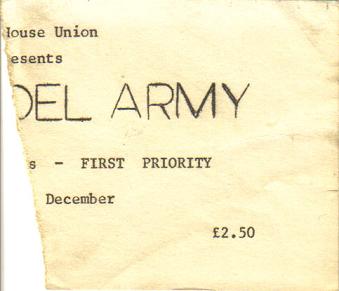 House Union
esents
DEL ARMY
s - FIRST PRIORITY
December
£2.50